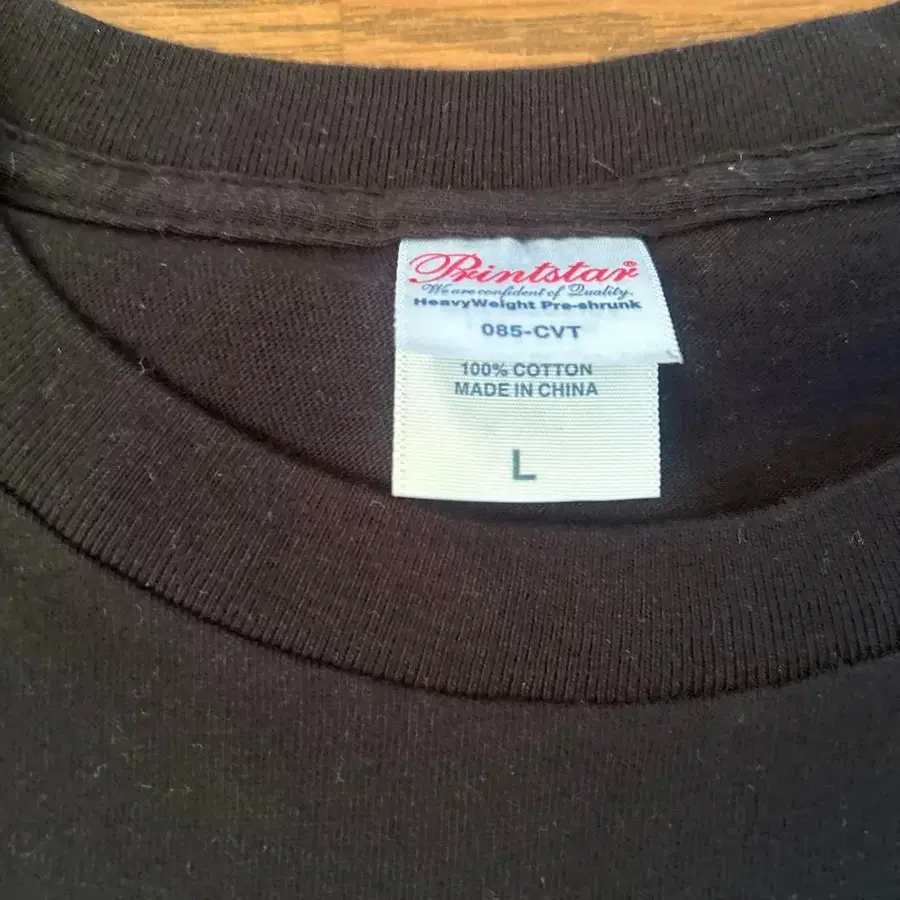 Printstar®
We are confident of Quality.
HeavyWeight Pre-shrunk
085-CVT
100% COTTON
MADE IN CHINA
L